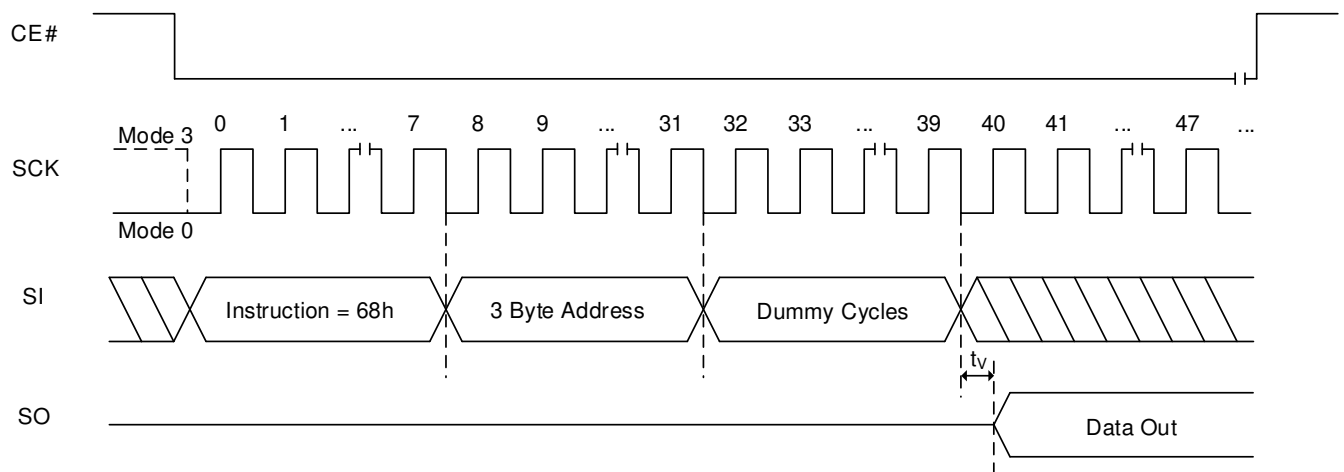 CE#
Mode 3 0 1 ... 7 8 9 ... 31 32 33 ... 39 40 41 ... 47 ...
SCK
Mode 0
SI Instruction = 68h 3 Byte Address Dummy Cycles
tV
SO Data Out